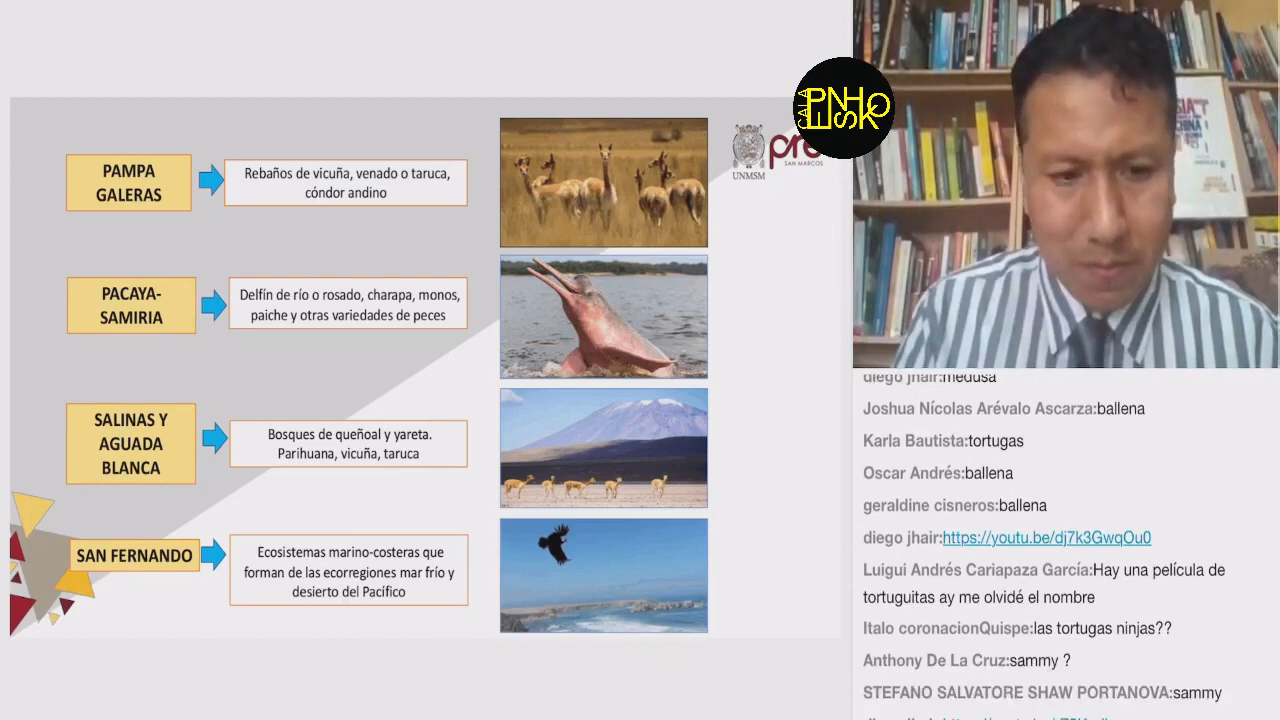 PAMPA
GALERAS
Rebaños de vicuña, venado o taruca,
cóndor andino
PACAYA-
SAMIRIA
Delfín de río o rosado, charapa, monos,
paiche y otras variedades de peces
SALINAS Y
AGUADA
BLANCA
Bosques de queñoal y yareta.
Parihuana, vicuña, taruca
SAN FERNANDO
Ecosistemas marino-costeras que
forman de las ecorregiones mar frío y
desierto del Pacífico
UNMSM
SAN MARCOS
diego jhair:medusa
Joshua Nícolas Arévalo Ascarza:ballena
Karla Bautista:tortugas
Oscar Andrés:ballena
geraldine cisneros:ballena
diego jhair:https://youtu.be/dj7k3GwqOu0
Luigui Andrés Cariapaza García:Hay una película de
tortuguitas ay me olvidé el nombre
Italo coronacionQuispe:las tortugas ninjas??
Anthony De La Cruz:sammy ?
STEFANO SALVATORE SHAW PORTANOVA:sammy